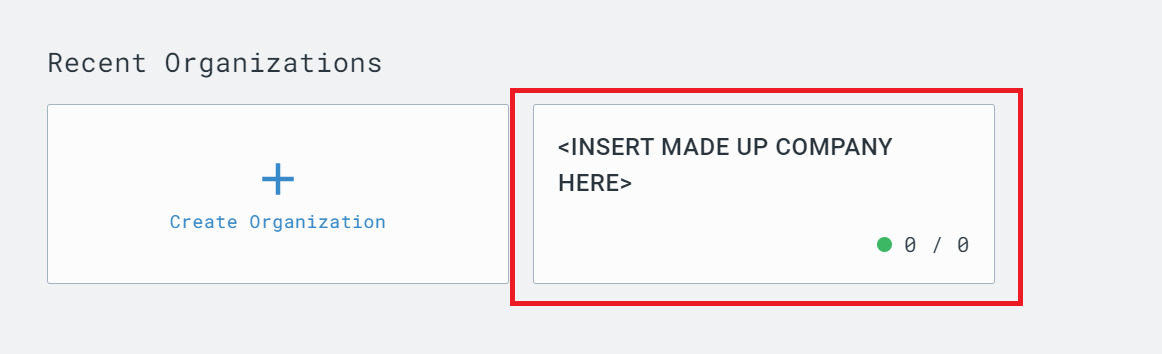 Recent Organizations
Create Organization
<INSERT MADE UP COMPANY
HERE>
0 / 0